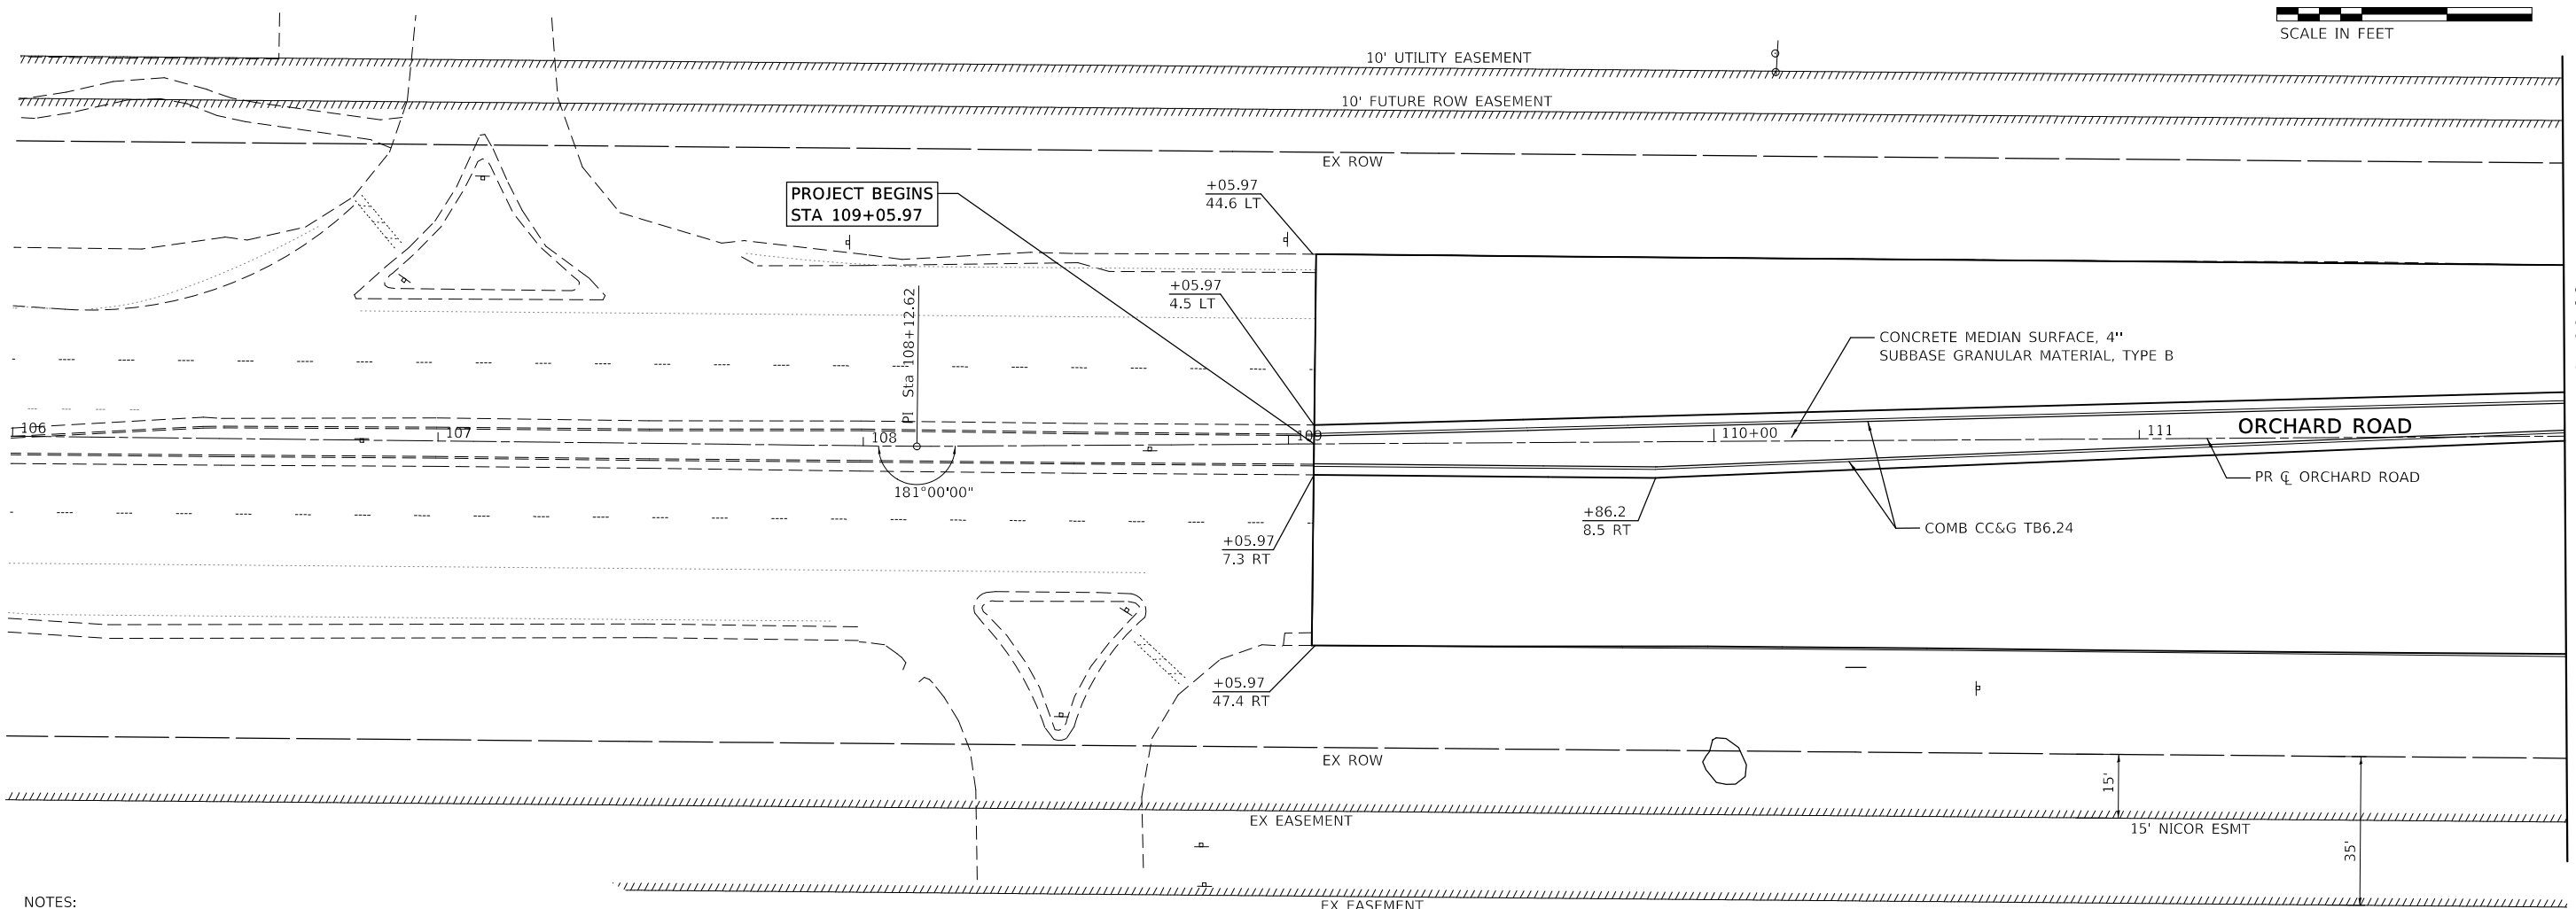 SCALE IN FEET
10' UTILITY EASEMENT
10' FUTURE ROW EASEMENT
EX ROW
PROJECT BEGINS
STA 109+05.97
+05.97
44.6 LT
+05.97
4.5 LT
PI Sta 108+12.62
CONCRETE MEDIAN SURFACE, 4"
SUBBASE GRANULAR MATERIAL, TYPE B
106
107
108
109
110+00
111
ORCHARD ROAD
PR ℄ ORCHARD ROAD
181°00'00"
+05.97
7.3 RT
+86.2
8.5 RT
COMB CC&G TB6.24
+05.97
47.4 RT
EX ROW
15'
EX EASEMENT
15' NICOR ESMT
35'
NOTES:
EX EASEMENT